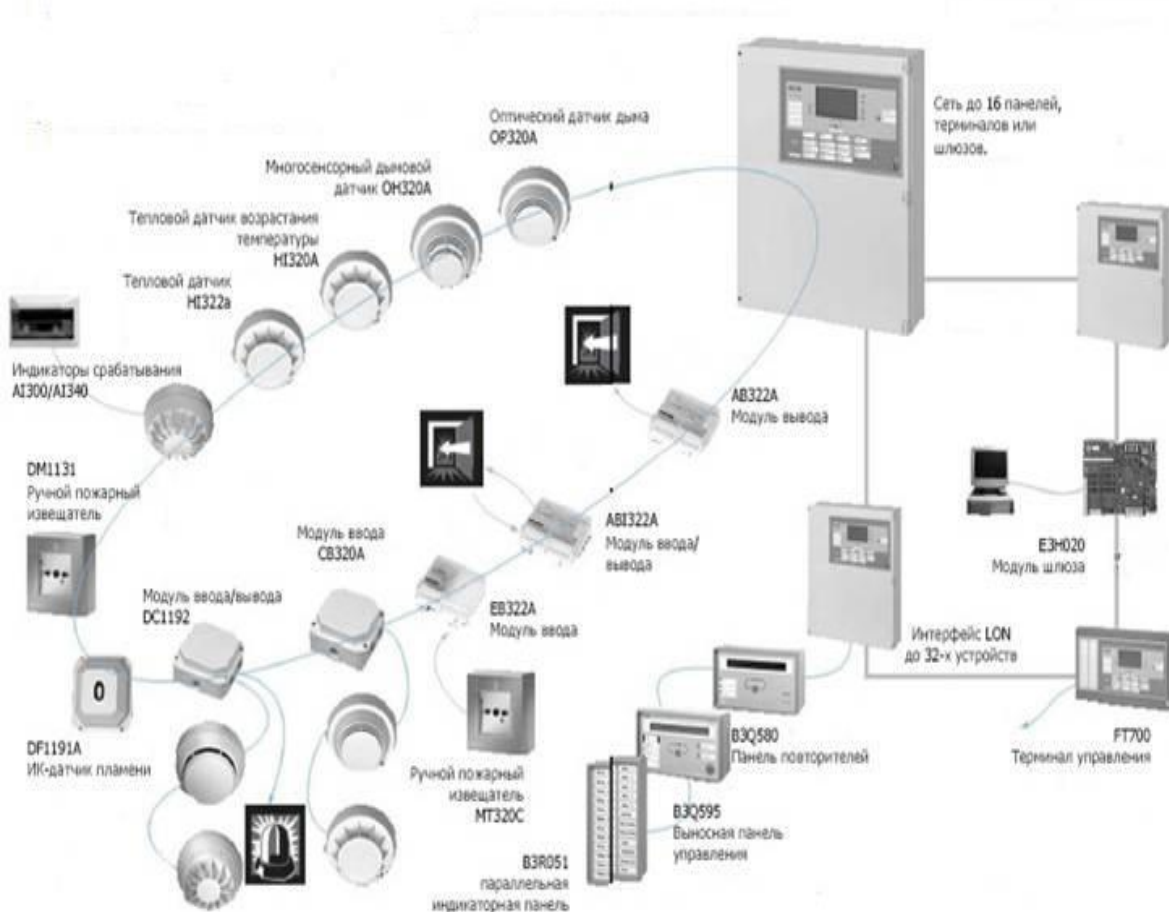 Оптический датчик дыма
OP320A
Сеть до 16 панелей,
терминалов или
шлюзов.
Многосенсорный дымовой
датчик OH320A
Тепловой датчик возрастания
температуры
HI320A
Тепловой датчик
HI322a
Индикаторы срабатывания
AI300/AI340
AB322A
Модуль вывода
DM1131
Ручной пожарный
извещатель
Модуль ввода
CB320A
ABI322A
Модуль ввода/
вывода
E3H020
Модуль шлюза
Модуль ввода/вывода
DC1192
EB322A
Модуль ввода
Интерфейс LON
до 32-х устройств
0
DF1191A
ИК-датчик пламени
Ручной пожарный
извещатель
MT320C
B3Q580
Панель повторителей
FT700
Терминал управления
B3Q595
Выносная панель
управления
B3R051
параллельная
индикаторная панель